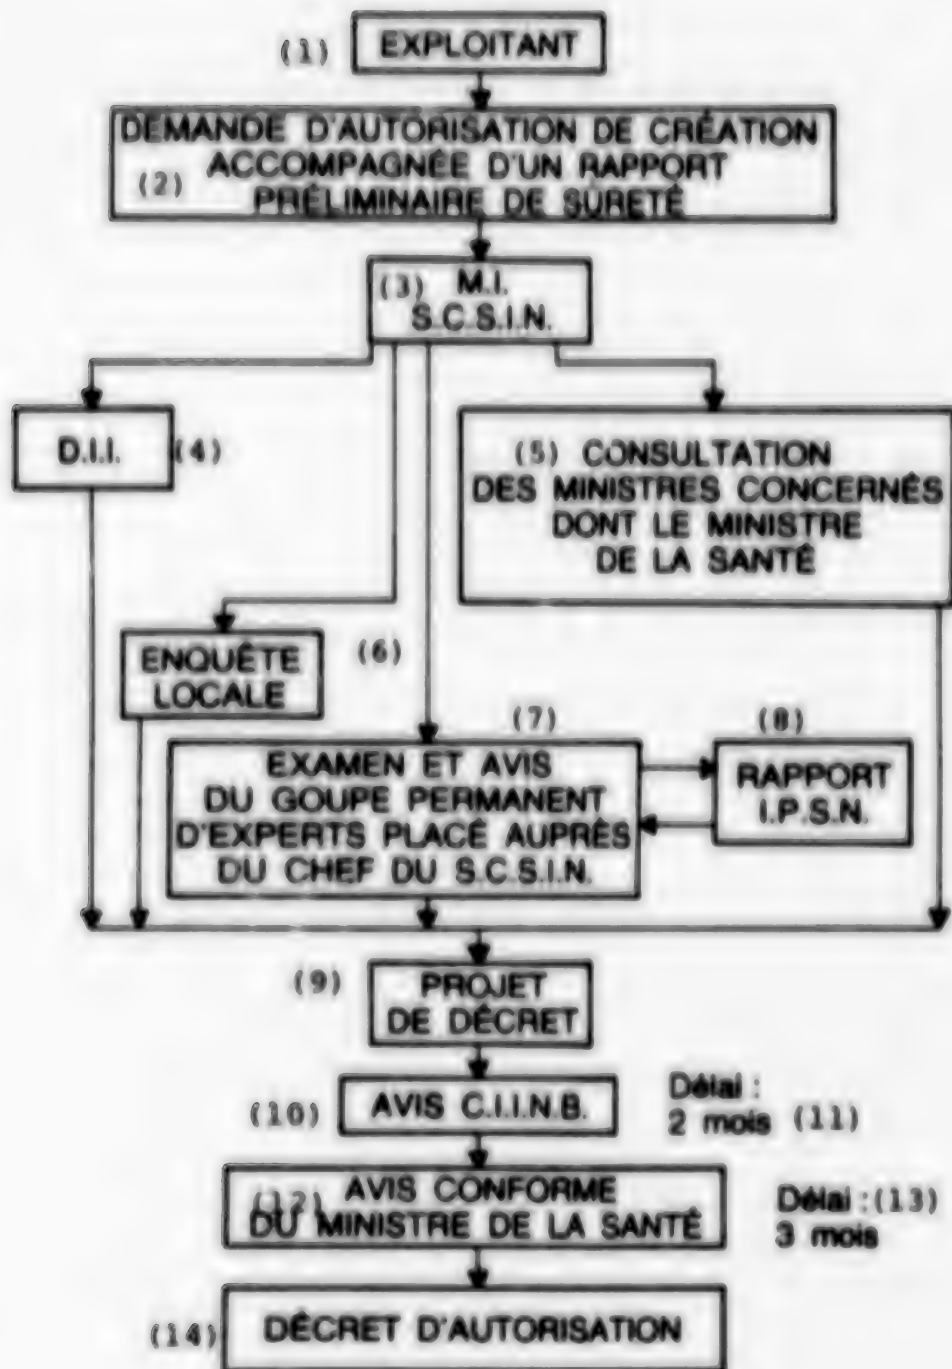 (1) EXPLOITANT
DEMANDE D'AUTORISATION DE CRÉATION
ACCOMPAGNÉE D'UN RAPPORT
(2) PRÉLIMINAIRE DE SÛRETÉ
(3) M.I.
S.C.S.I.N.
D.I.I. (4)
(5) CONSULTATION
DES MINISTRES CONCERNÉS
DONT LE MINISTRE
DE LA SANTÉ
ENQUÊTE (6)
LOCALE
(7)
EXAMEN ET AVIS
DU GOUPE PERMANENT
D'EXPERTS PLACÉ AUPRÈS
DU CHEF DU S.C.S.I.N.
(8)
RAPPORT
I.P.S.N.
(9) PROJET
DE DÉCRET
(10) AVIS C.I.I.N.B.
Délai :
2 mois (11)
(12) AVIS CONFORME
DU MINISTRE DE LA SANTÉ
Délai : (13)
3 mois
(14) DÉCRET D'AUTORISATION